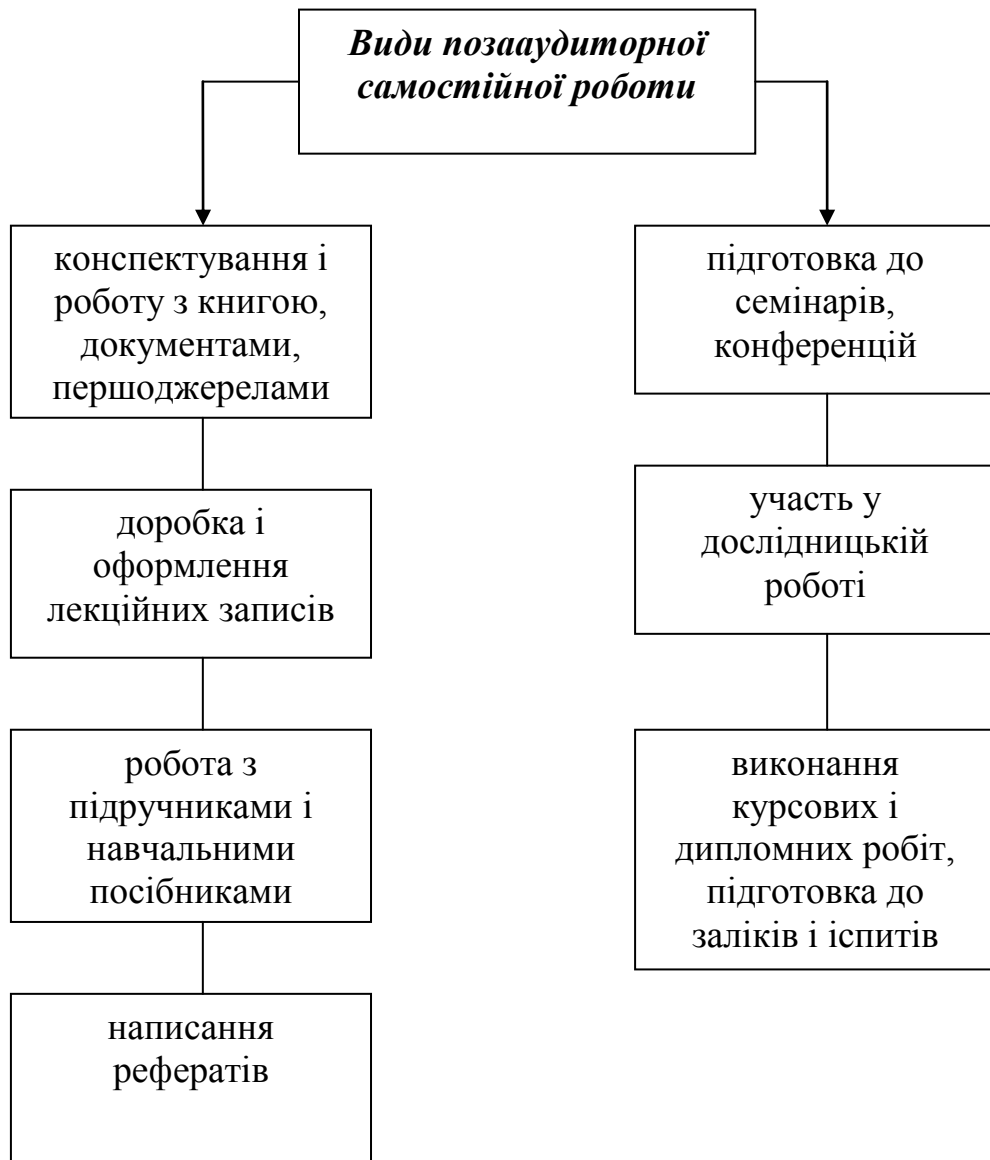 Види позааудиторної
самостійної роботи
конспектування і
роботу з книгою,
документами,
першоджерелами
доробка і
оформлення
лекційних записів
робота з
підручниками і
навчальними
посібниками
написання
рефератів
підготовка до
семінарів,
конференцій
участь у
дослідницькій
роботі
виконання
курсових і
дипломних робіт,
підготовка до
заліків і іспитів